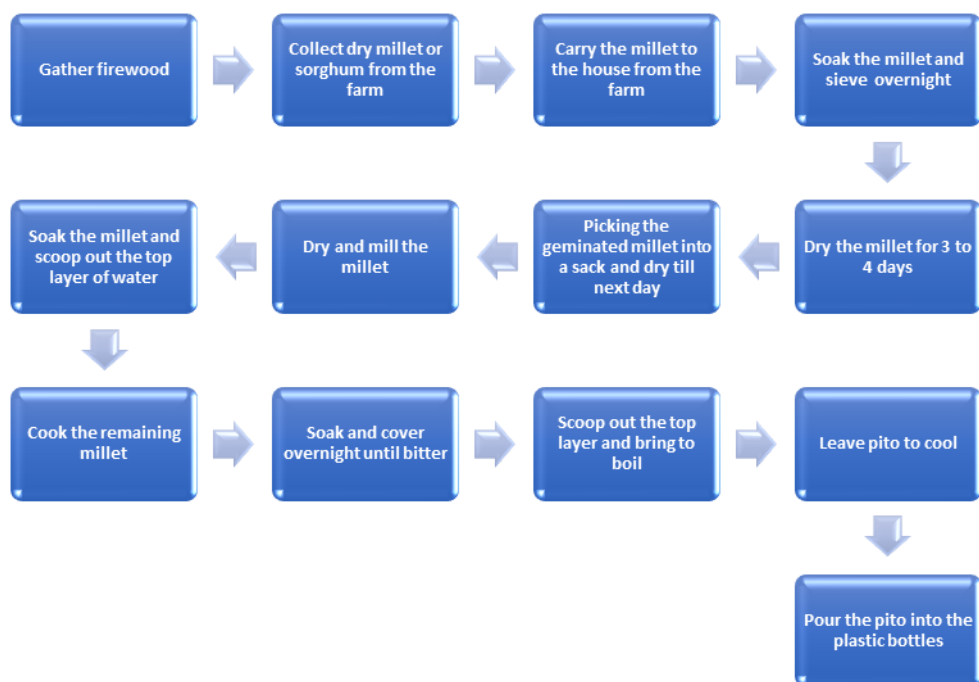 Gather firewood
Collect dry millet or
sorghum from the
farm
Carry the millet to
the house from the
farm
Soak the millet and
sieve overnight
Dry the millet for 3 to
4 days
Picking the
geminated millet into
a sack and dry till
next day
Dry and mill the
millet
Soak the millet and
scoop out the top
layer of water
Cook the remaining
millet
Soak and cover
overnight until bitter
Scoop out the top
layer and bring to
boil
Leave pito to cool
Pour the pito into the
plastic bottles